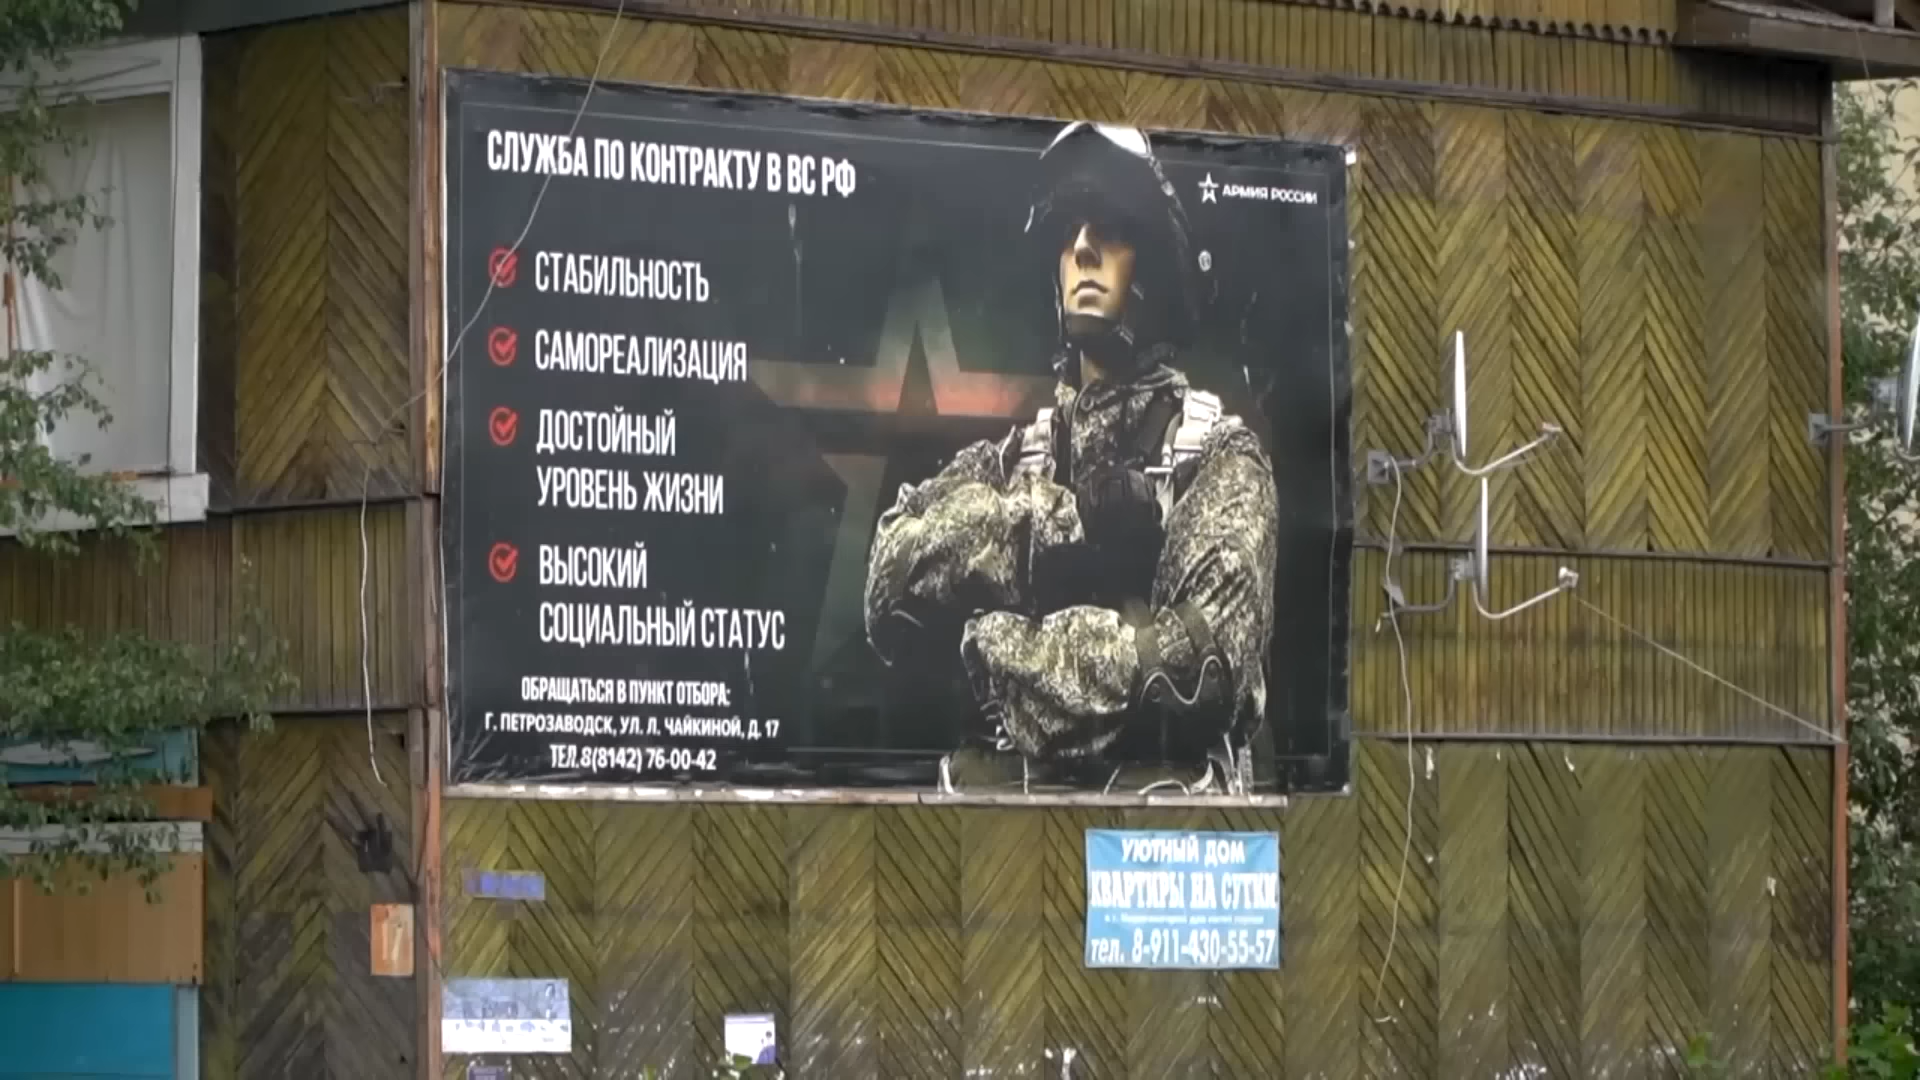 СЛУЖБА ПО КОНТРАКТУ В ВС РФ
АРМИЯ РОССИИ
СТАБИЛЬНОСТЬ
САМОРЕАЛИЗАЦИЯ
ДОСТОЙНЫЙ
УРОВЕНЬ ЖИЗНИ
ВЫСОКИЙ
СОЦИАЛЬНЫЙ СТАТУС
ОБРАЩАТЬСЯ В ПУНКТ ОТБОРА:
Г. ПЕТРОЗАВОДСК, УЛ. Л. ЧАЙКИНОЙ, Д. 17
ТЕЛ.8(8142) 76-00-42
УЮТНЫЙ ДОМ
КВАРТИРЫ НА СУТКИ
тел. 8-911-430-55-57
17